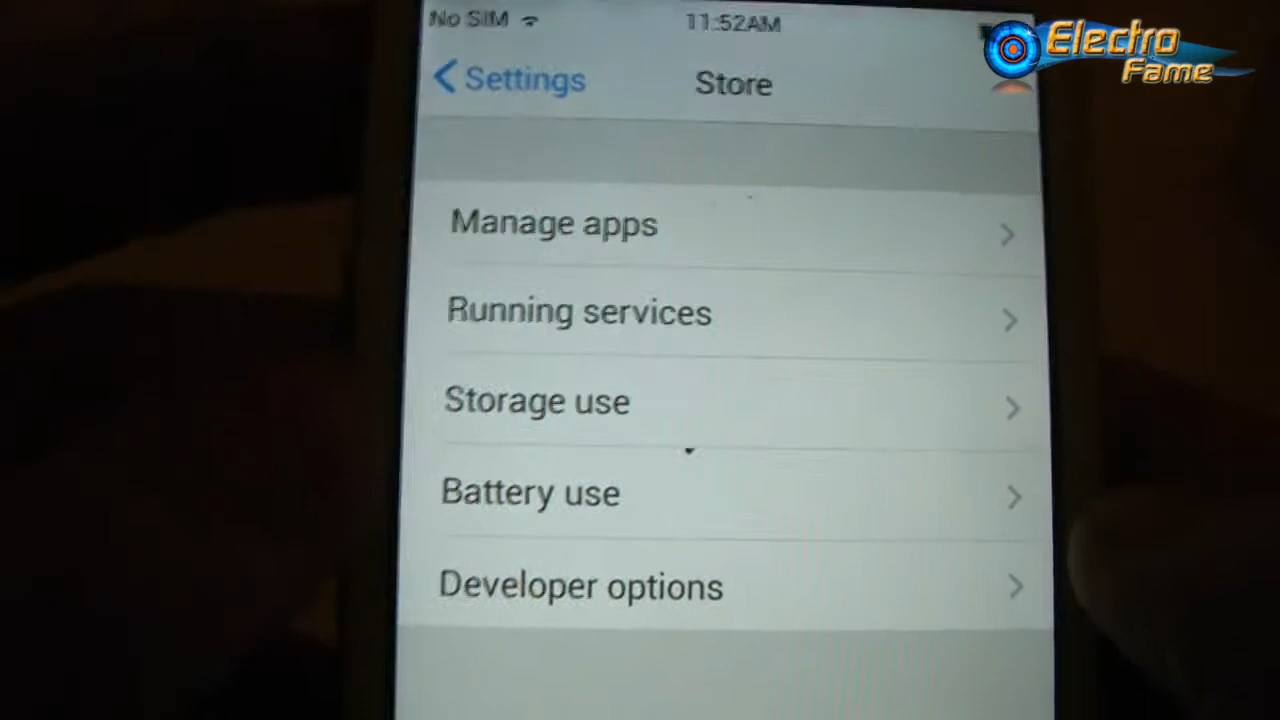 No SIM
11:52AM
Electro
Fame
Settings
Store
Manage apps
Running services
Storage use
Battery use
Developer options